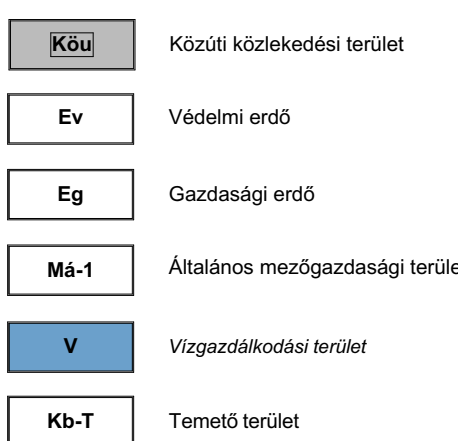 Köu Közúti közlekedési terület
Ev Védelmi erdő
Eg Gazdasági erdő
Má-1 Általános mezőgazdasági terüle
V Vízgazdálkodási terület
Kb-T Temető terület